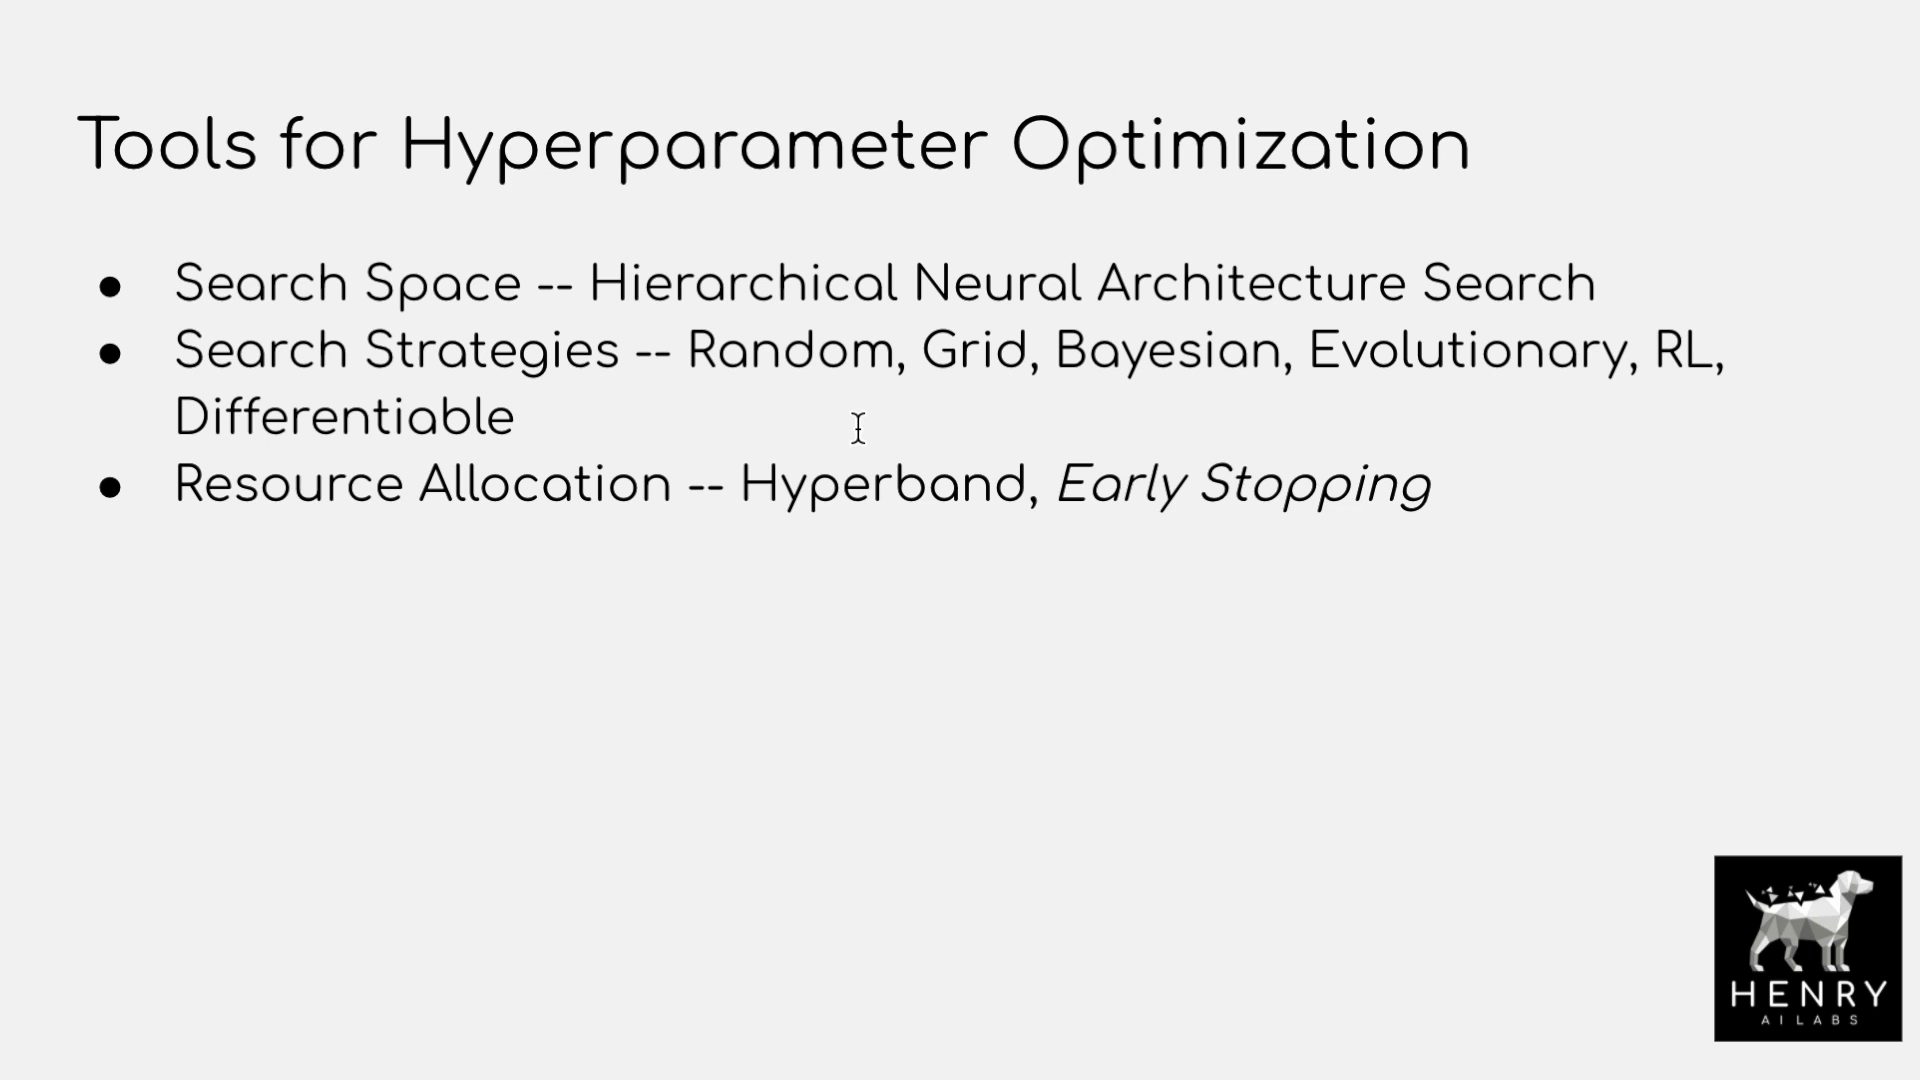 Tools for Hyperparameter Optimization
● Search Space -- Hierarchical Neural Architecture Search
● Search Strategies -- Random, Grid, Bayesian, Evolutionary, RL,
Differentiable
● Resource Allocation -- Hyperband, Early Stopping
HENRY
AI LABS